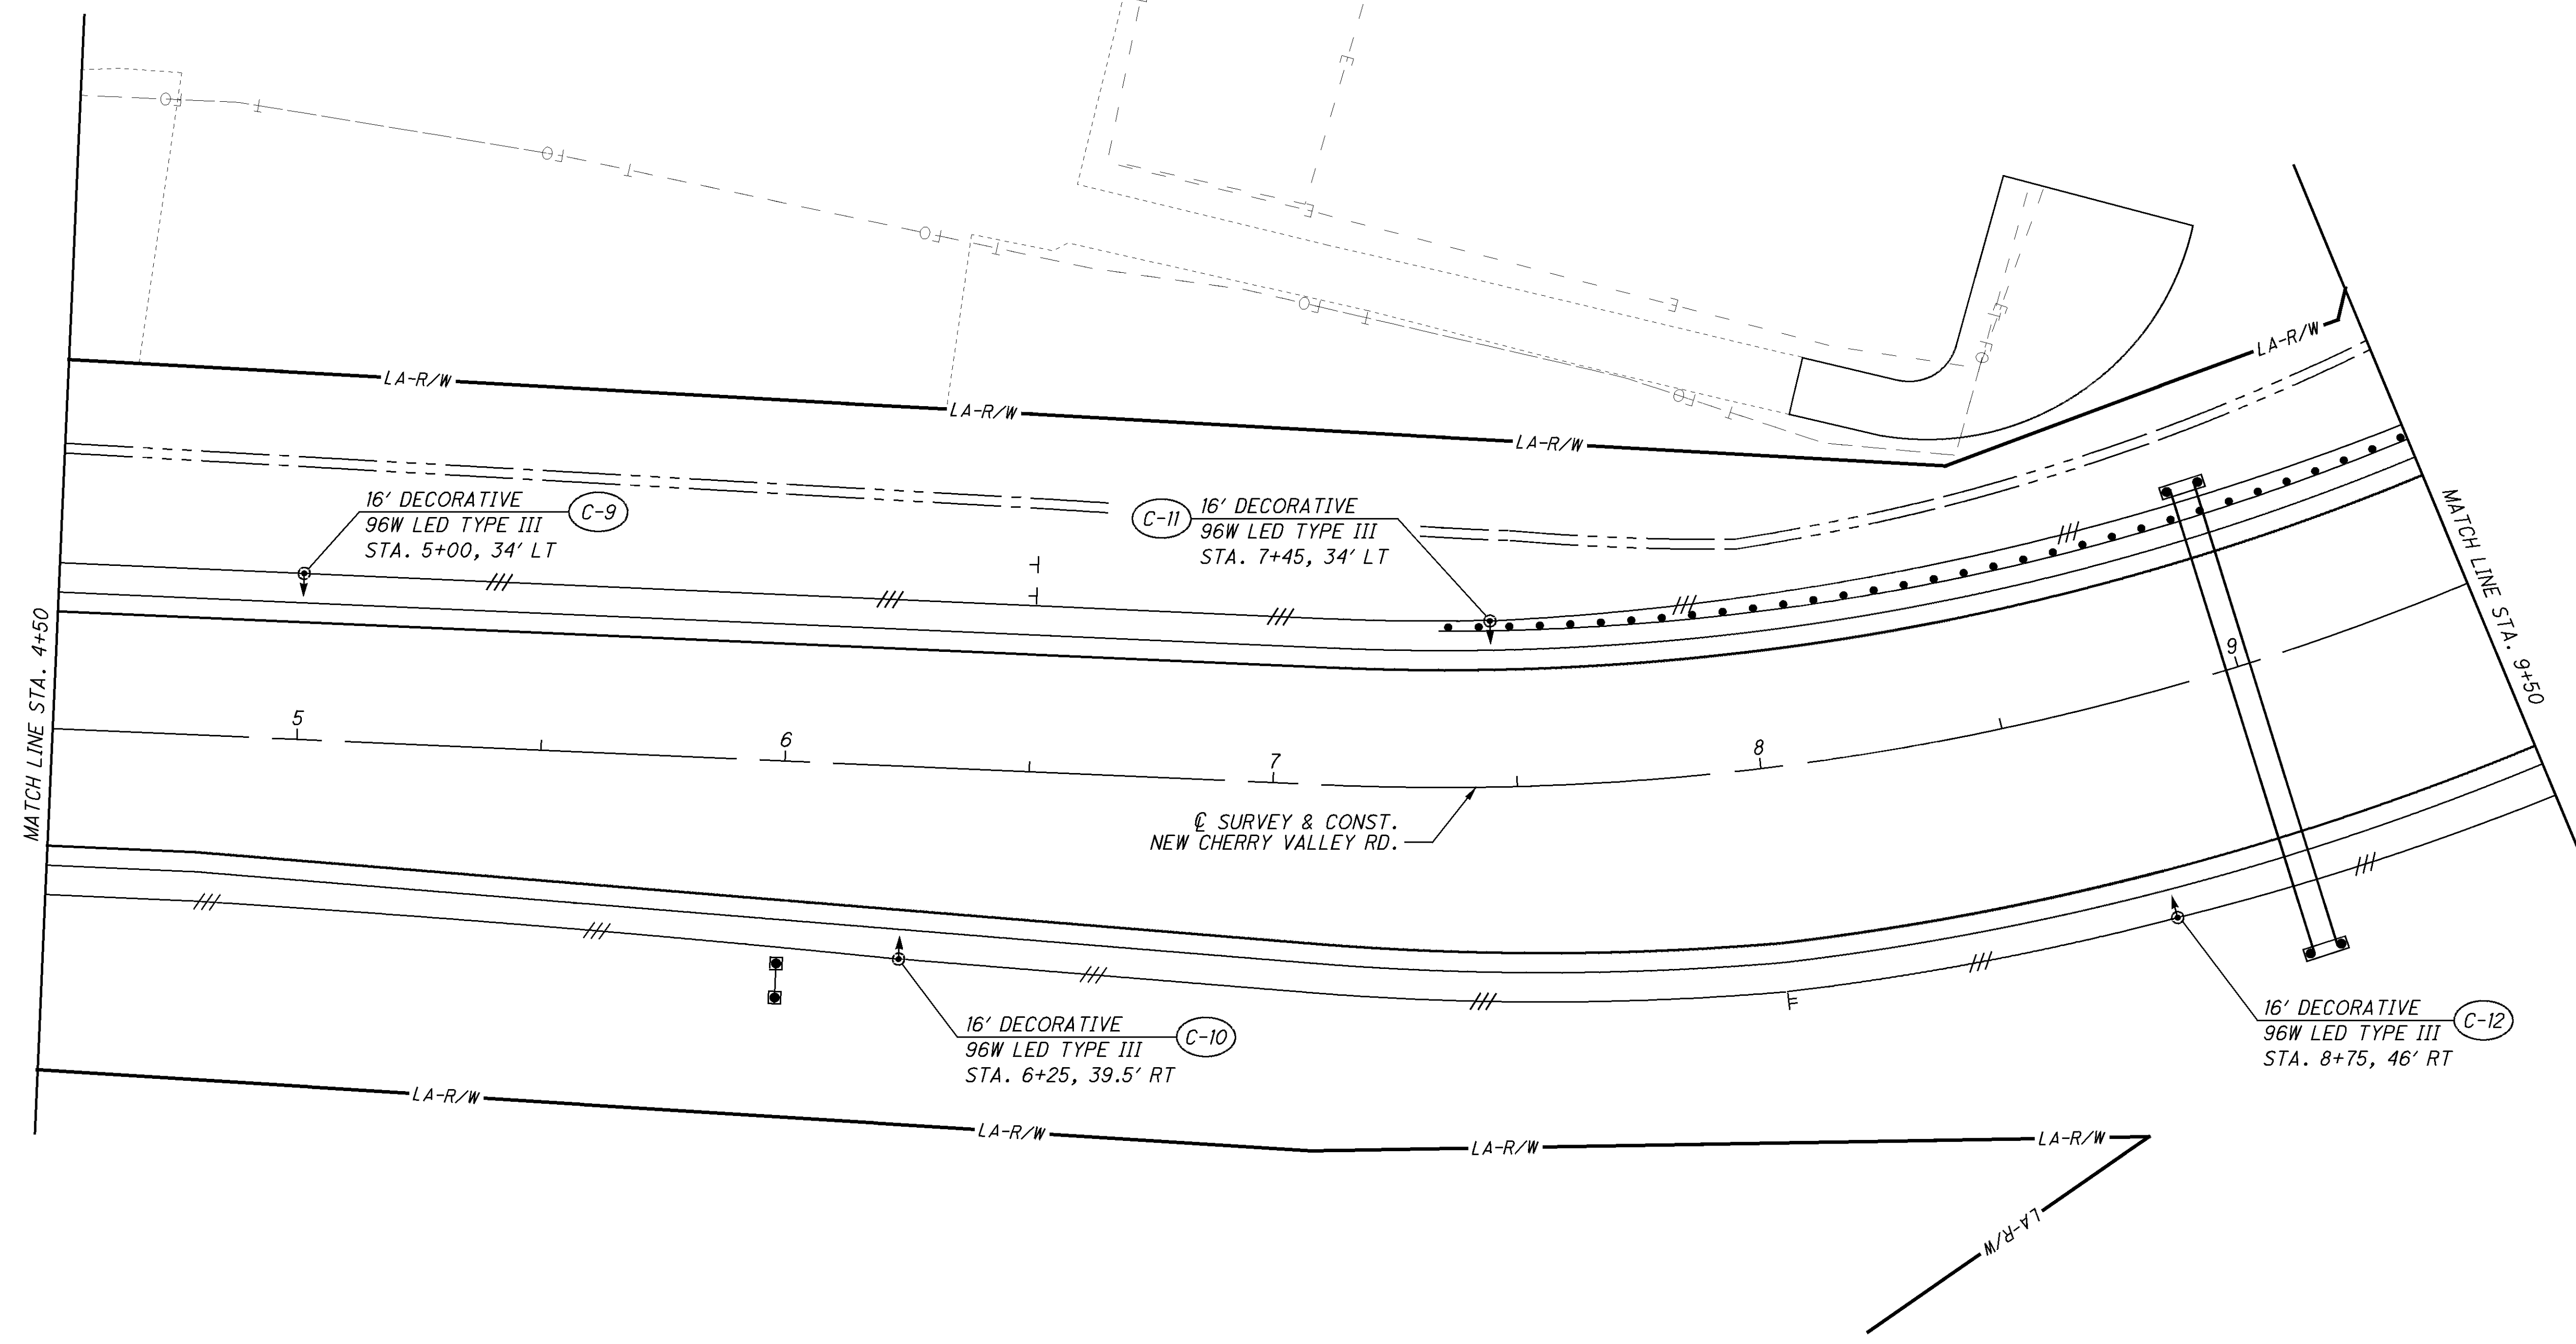 LA-R/W
LA-R/W
LA-R/W
LA-R/W
16' DECORATIVE
96W LED TYPE III
STA. 5+00, 34' LT
C-9
C-11
16' DECORATIVE
96W LED TYPE III
STA. 7+45, 34' LT
MATCH LINE STA. 4+50
MATCH LINE STA. 9+50
5
6
7
8
9
℄ SURVEY & CONST.
NEW CHERRY VALLEY RD.
16' DECORATIVE
96W LED TYPE III
STA. 6+25, 39.5' RT
C-10
16' DECORATIVE
96W LED TYPE III
STA. 8+75, 46' RT
C-12
LA-R/W
LA-R/W
LA-R/W
LA-R/W
LA-R/W